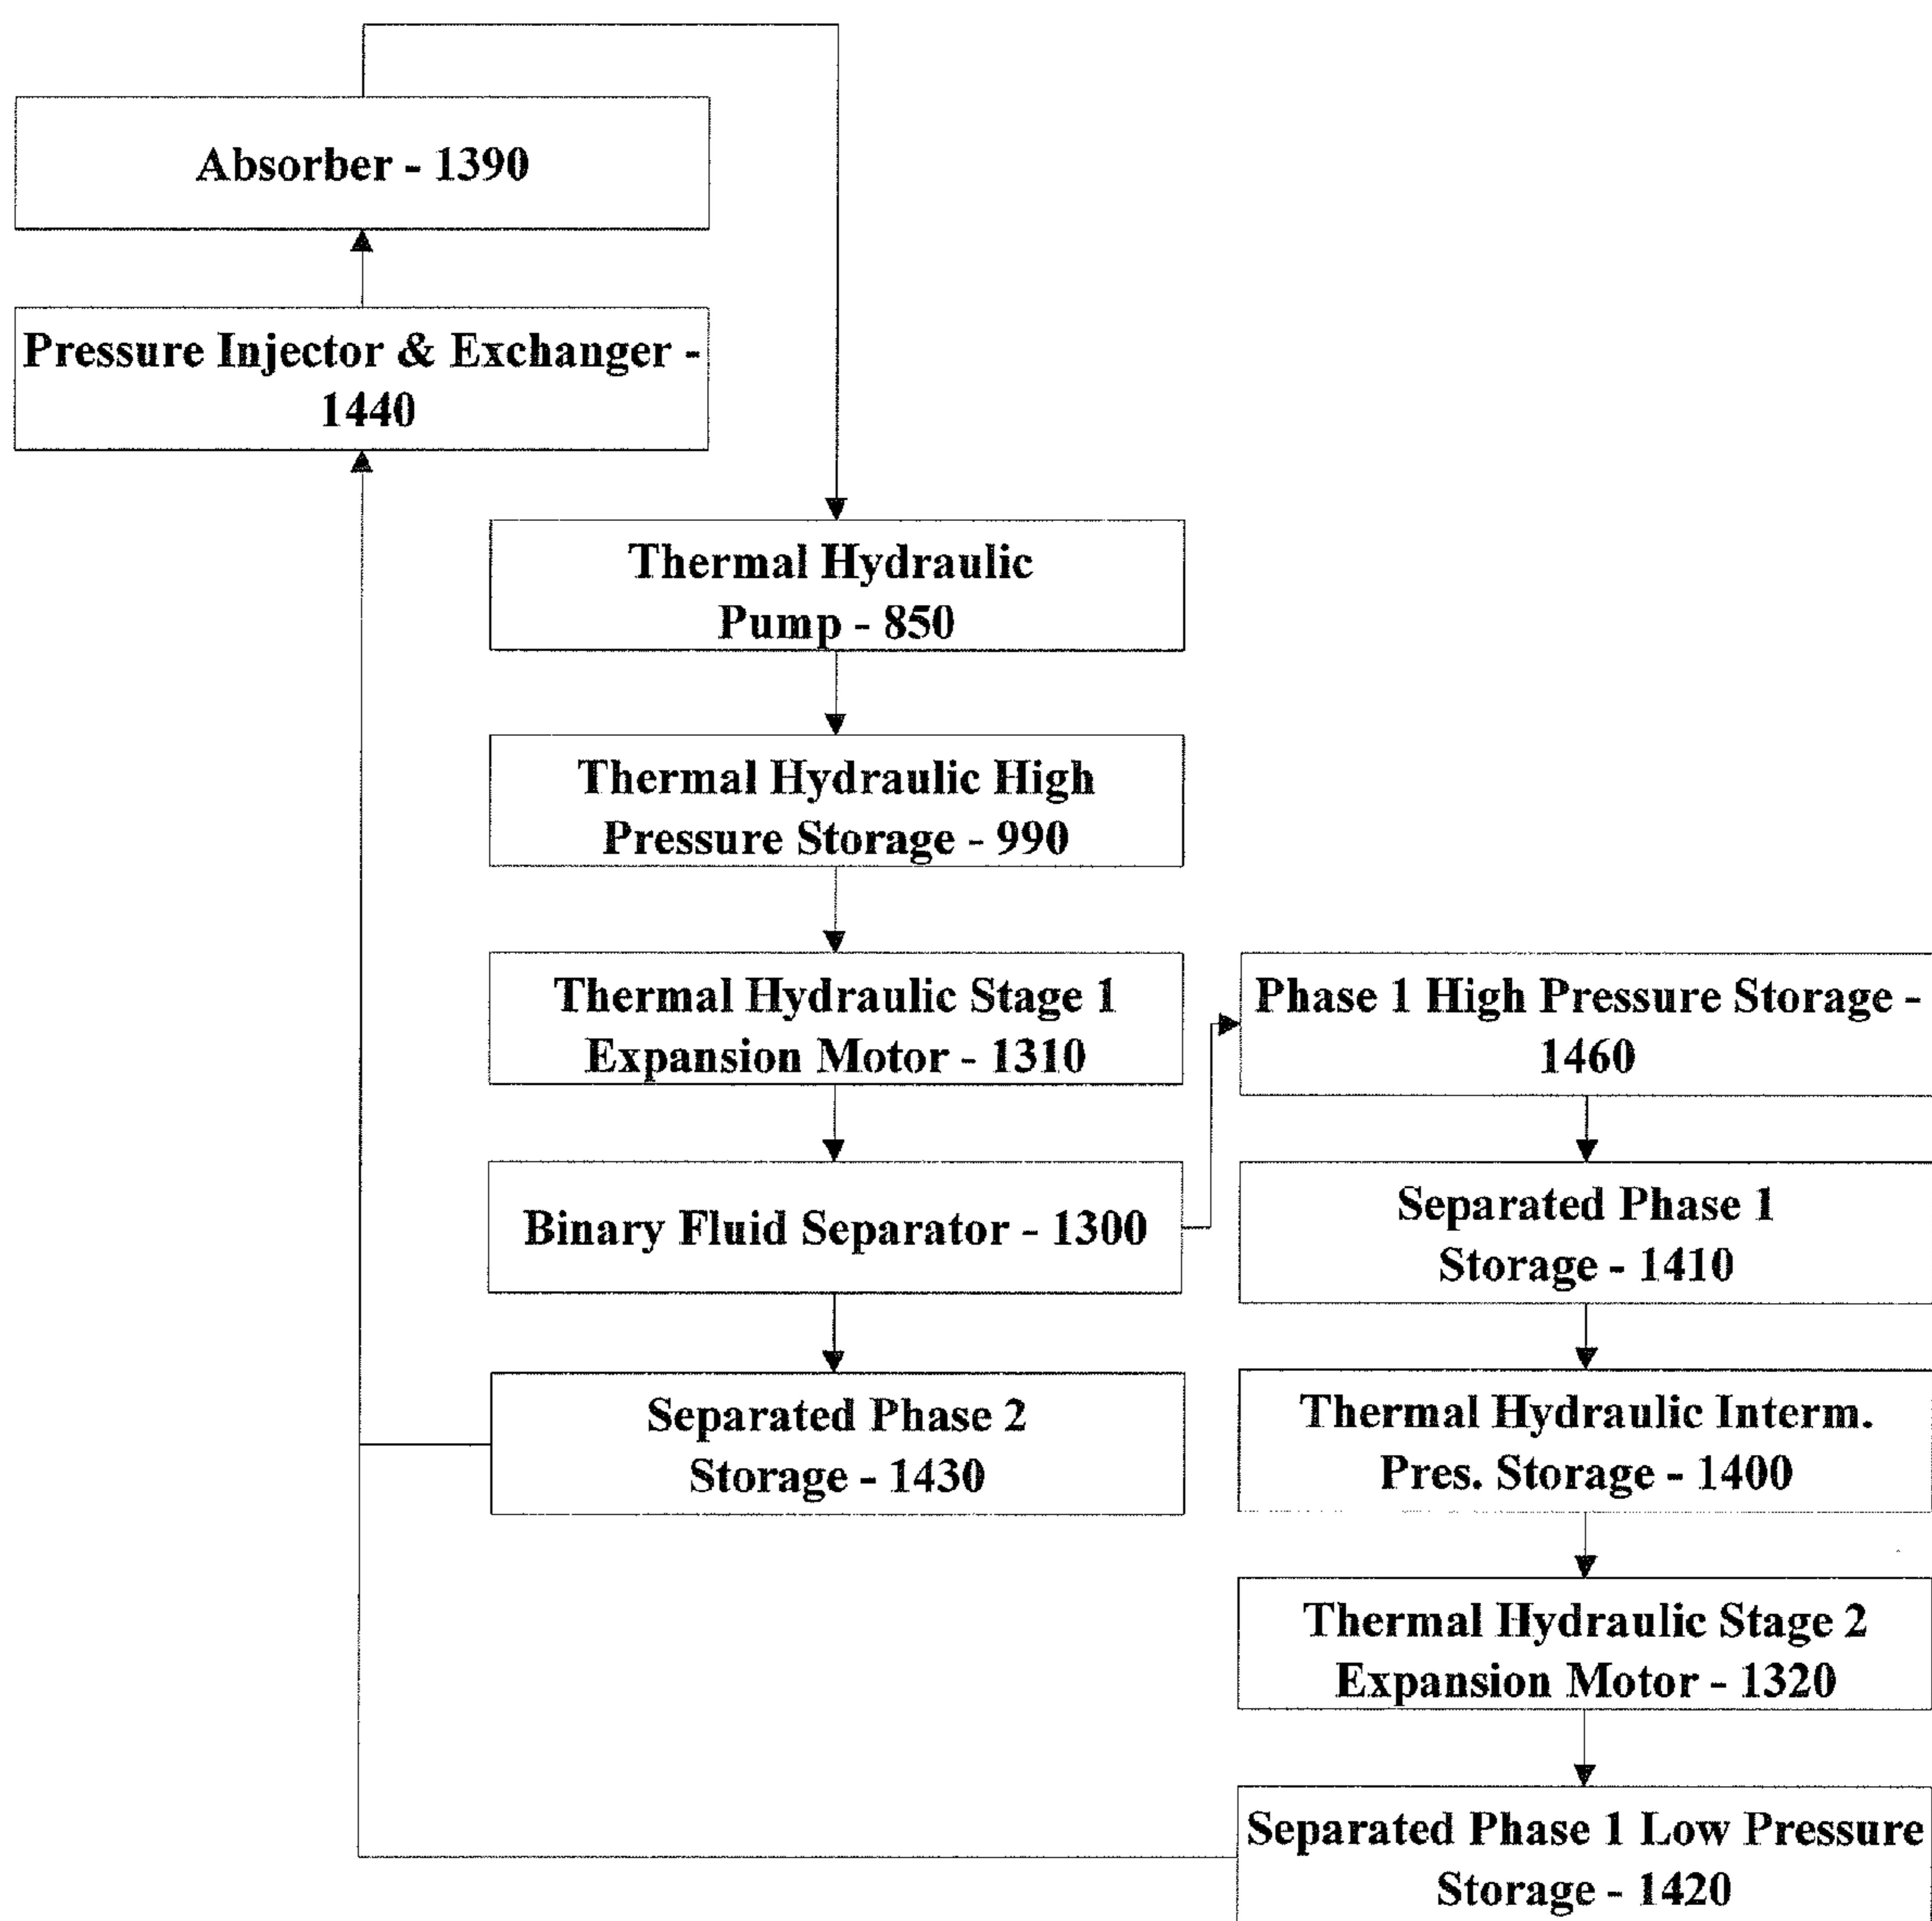 Absorber - 1390
Pressure Injector & Exchanger -
1440
Thermal Hydraulic
Pump - 850
Thermal Hydraulic High
Pressure Storage - 990
Thermal Hydraulic Stage 1
Expansion Motor - 1310
Binary Fluid Separator - 1300
Separated Phase 2
Storage - 1430
Phase 1 High Pressure Storage -
1460
Separated Phase 1
Storage - 1410
Thermal Hydraulic Interm.
Pres. Storage - 1400
Thermal Hydraulic Stage 2
Expansion Motor - 1320
Separated Phase 1 Low Pressure
Storage - 1420